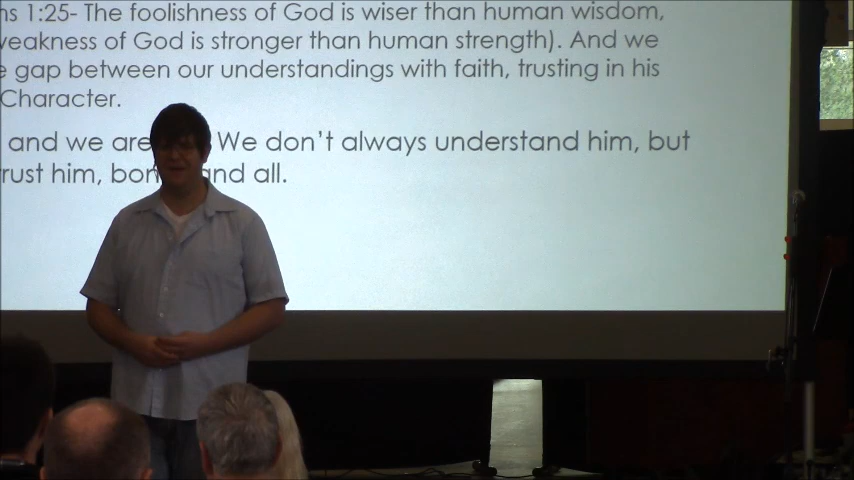 ns 1:25- The foolishness of God is wiser than human wisdom,
weakness of God is stronger than human strength). And we
e gap between our understandings with faith, trusting in his
Character.
and we are We don't always understand him, but
rust him, bon and all.